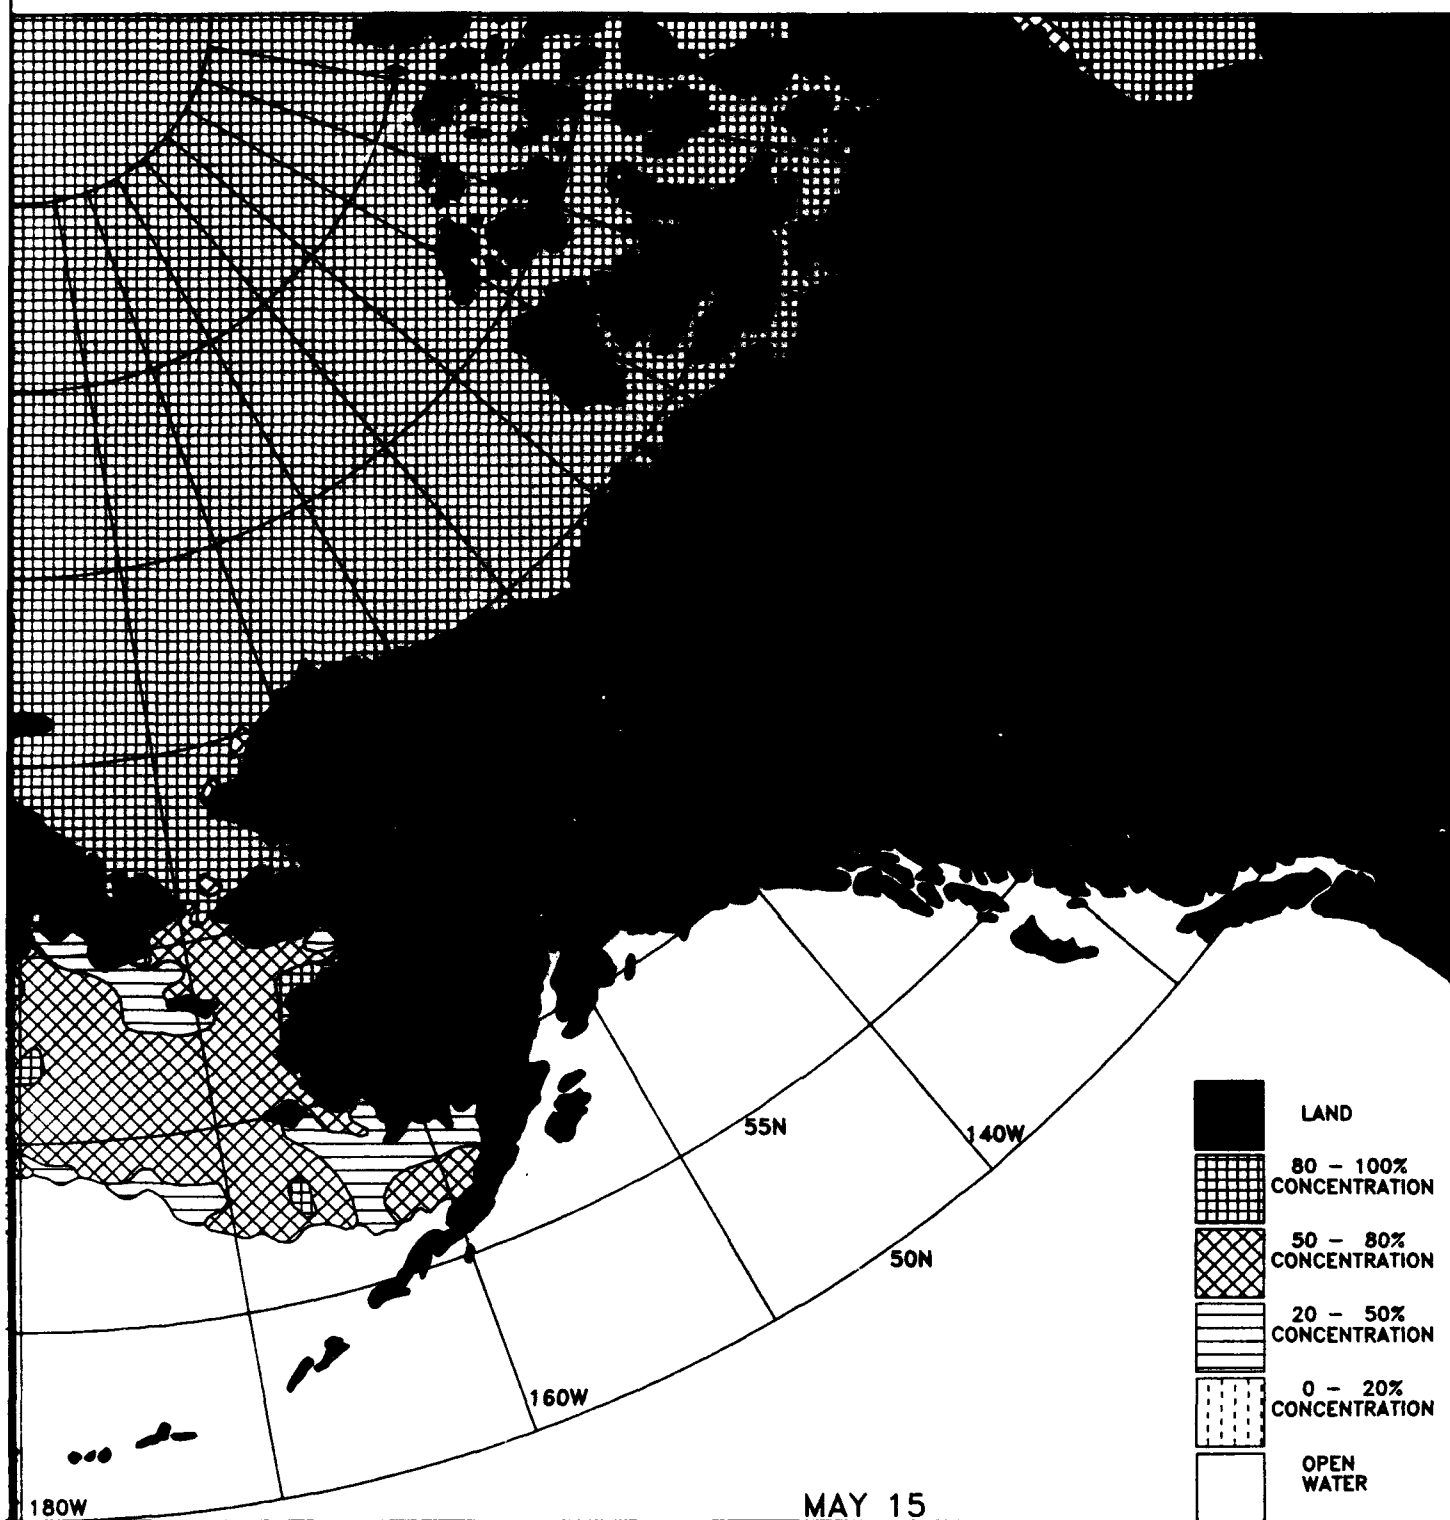 55N
140W
50N
160W
180W
MAY 15
LAND
80 - 100%
CONCENTRATION
50 - 80%
CONCENTRATION
20 - 50%
CONCENTRATION
0 - 20%
CONCENTRATION
OPEN
WATER